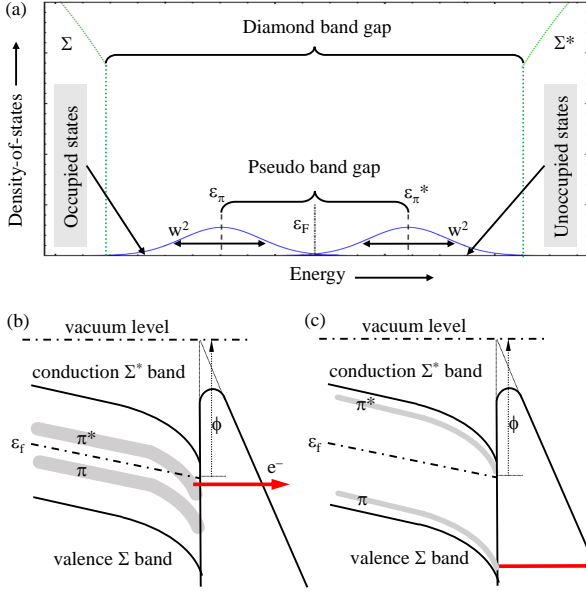 (a)
Σ
Diamond band gap
Σ*
Density-of-states
Occupied states
Unoccupied states
Pseudo band gap
επ
επ*
εF
w²
w²
Energy
(b)
vacuum level
conduction Σ* band
π*
εf
π
ϕ
e⁻
valence Σ band
(c)
vacuum level
conduction Σ* band
π*
εf
ϕ
π
valence Σ band